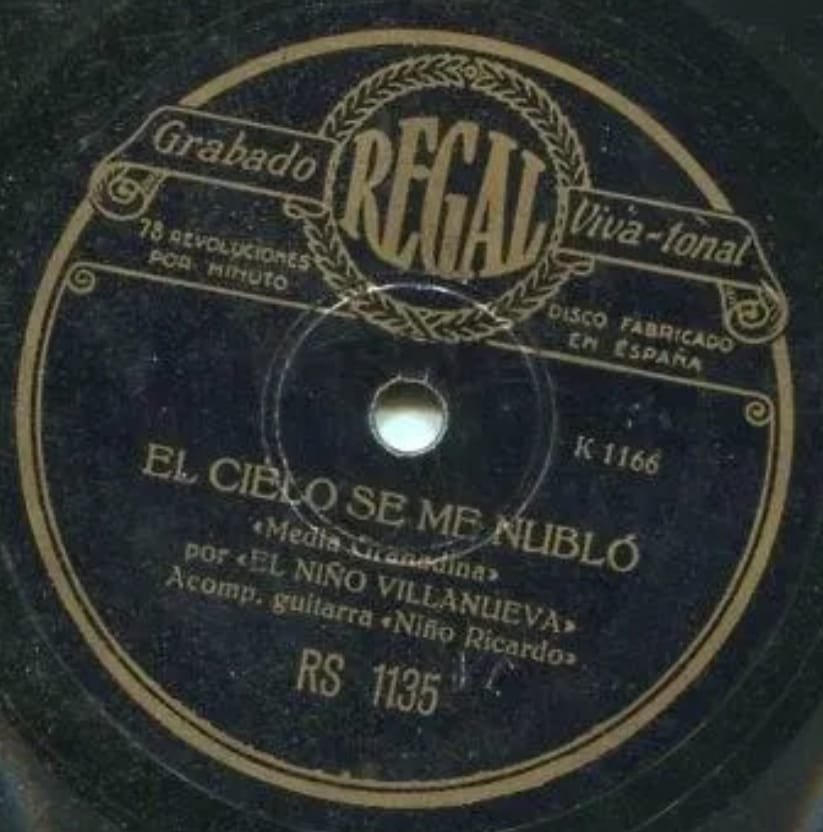 REGAL
Grabado
Viva-tonal
78 REVOLUCIONES
POR MINUTO
DISCO FABRICADO
EN ESPAÑA
K 1166
EL CIELO SE ME NUBLÓ
«Media Granadina»
por «EL NIÑO VILLANUEVA»
Acomp. guitarra «Niño Ricardo»
RS 1135